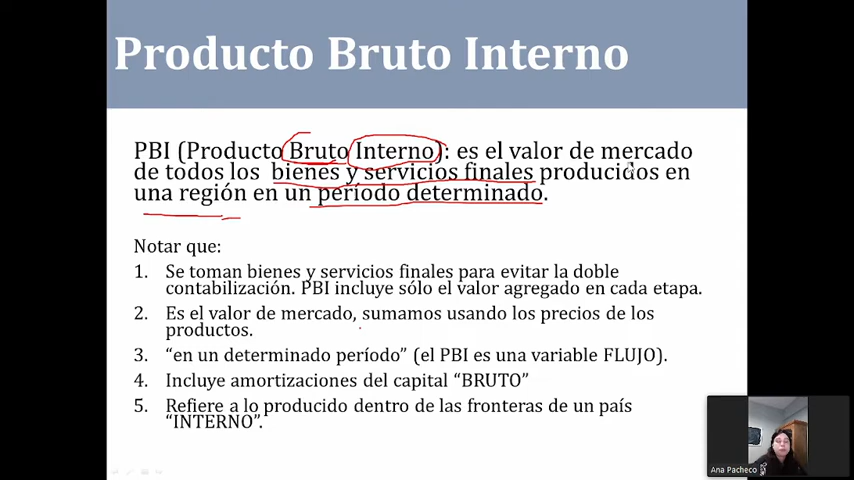 Producto Bruto Interno
PBI (Producto Bruto Interno): es el valor de mercado
de todos los bienes y servicios finales producidos en
una región en un período determinado.
Notar que:
1. Se toman bienes y servicios finales para evitar la doble
contabilización. PBI incluye sólo el valor agregado en cada etapa.
2. Es el valor de mercado, sumamos usando los precios de los
productos.
3. “en un determinado período” (el PBI es una variable FLUJO).
4. Incluye amortizaciones del capital “BRUTO”
5. Refiere a lo producido dentro de las fronteras de un país
“INTERNO”.
Ana Pacheco